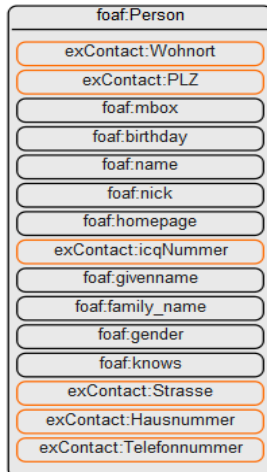 foaf:Person
exContact:Wohnort
exContact:PLZ
foaf:mbox
foaf:birthday
foaf:name
foaf:nick
foaf:homepage
exContact:icqNummer
foaf:givenname
foaf:family_name
foaf:gender
foaf:knows
exContact:Strasse
exContact:Hausnummer
exContact:Telefonnummer